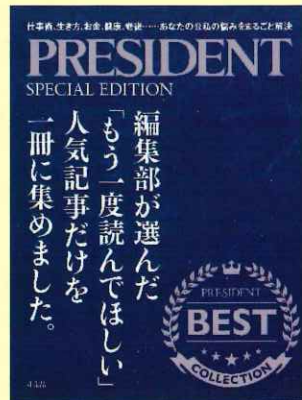 仕事術、生き方、お金、健康、老後……あなたの公私の悩みをまるごと解決
PRESIDENT
SPECIAL EDITION
編集部が選んだ
「もう一度読んでほしい」
人気記事だけを
一冊に集めました。
PRESIDENT
BEST
COLLECTION